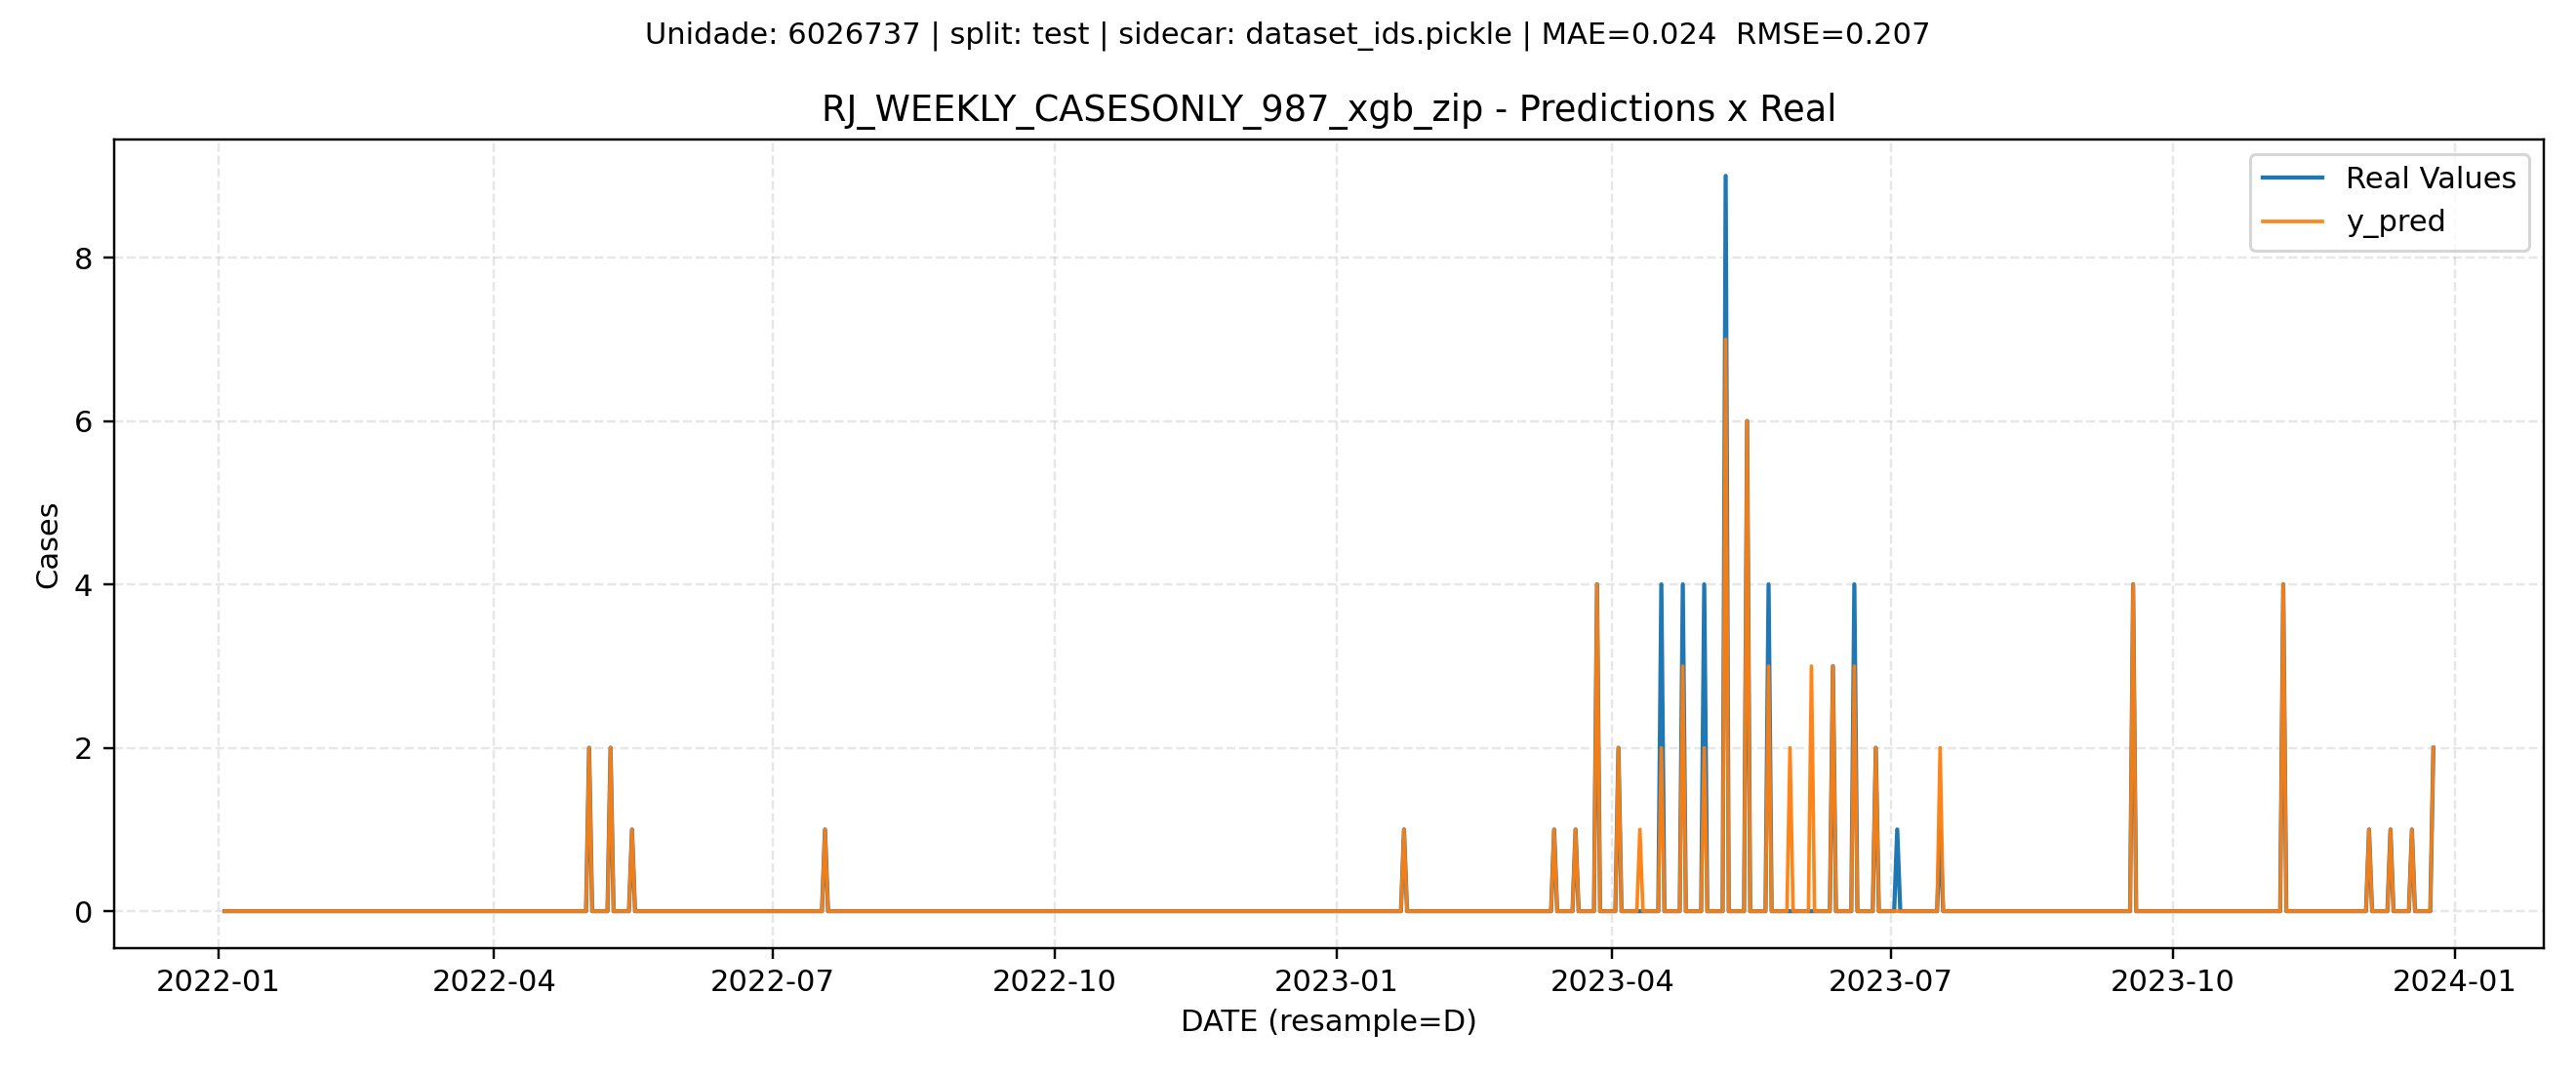 Unidade: 6026737 | split: test | sidecar: dataset_ids.pickle | MAE=0.024  RMSE=0.207
RJ_WEEKLY_CASESONLY_987_xgb_zip - Predictions x Real
Real Values
y_pred
Cases
8
6
4
2
0
2022-01 2022-04 2022-07 2022-10 2023-01 2023-04 2023-07 2023-10 2024-01
DATE (resample=D)